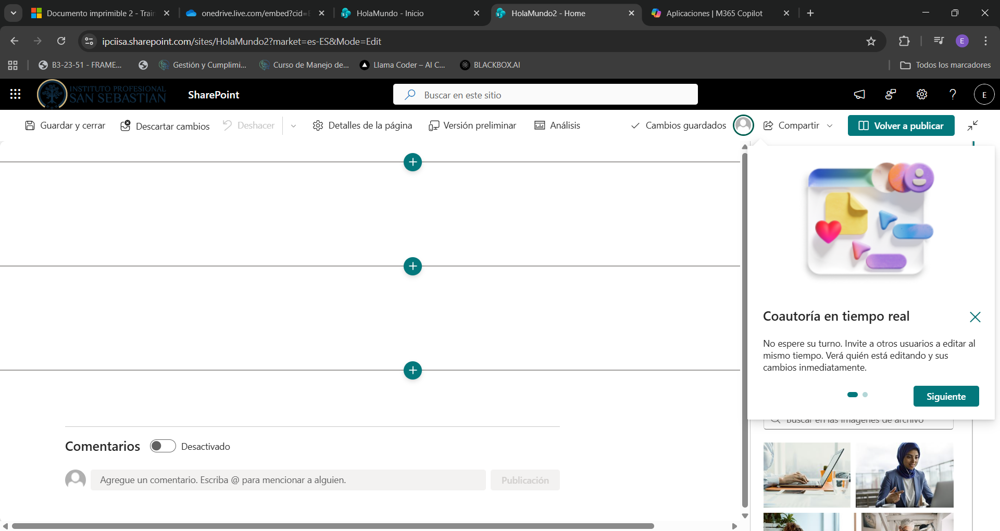 Documento imprimible 2 - Train
onedrive.live.com/embed?cid=
HolaMundo - Inicio
HolaMundo2 - Home
Aplicaciones | M365 Copilot
ipciisa.sharepoint.com/sites/HolaMundo2?market=es-ES&Mode=Edit
E
B3-23-51 - FRAME...
Gestión y Cumplimi...
Curso de Manejo de...
Llama Coder – AI C...
BLACKBOX.AI
Todos los marcadores
INSTITUTO PROFESIONAL
SAN SEBASTIAN
SharePoint
Buscar en este sitio
E
Guardar y cerrar
Descartar cambios
Deshacer
Detalles de la página
Versión preliminar
Análisis
Cambios guardados
Compartir
Volver a publicar
Coautoría en tiempo real
No espere su turno. Invite a otros usuarios a editar al
mismo tiempo. Verá quién está editando y sus
cambios inmediatamente.
Siguiente
Buscar en las imágenes de archivo
Comentarios
Desactivado
Agregue un comentario. Escriba @ para mencionar a alguien.
Publicación